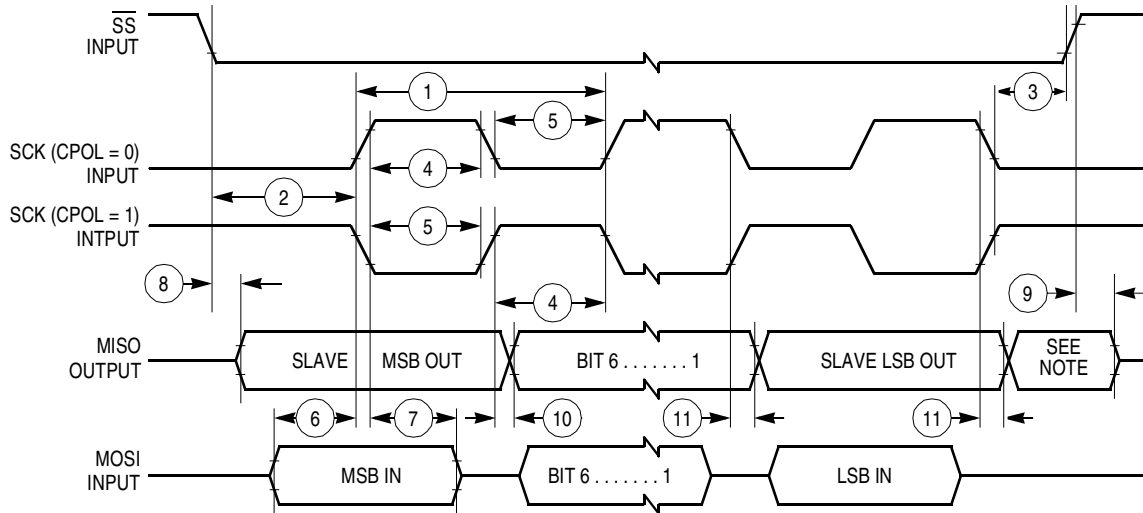 SS
INPUT
1
3
5
SCK (CPOL = 0)
INPUT
4
2
SCK (CPOL = 1)
INTPUT
5
8
9
4
MISO
OUTPUT
SLAVE MSB OUT
BIT 6 . . . . . . . 1
SLAVE LSB OUT
SEE
NOTE
6
7
10
11
11
MOSI
INPUT
MSB IN
BIT 6 . . . . . . . 1
LSB IN